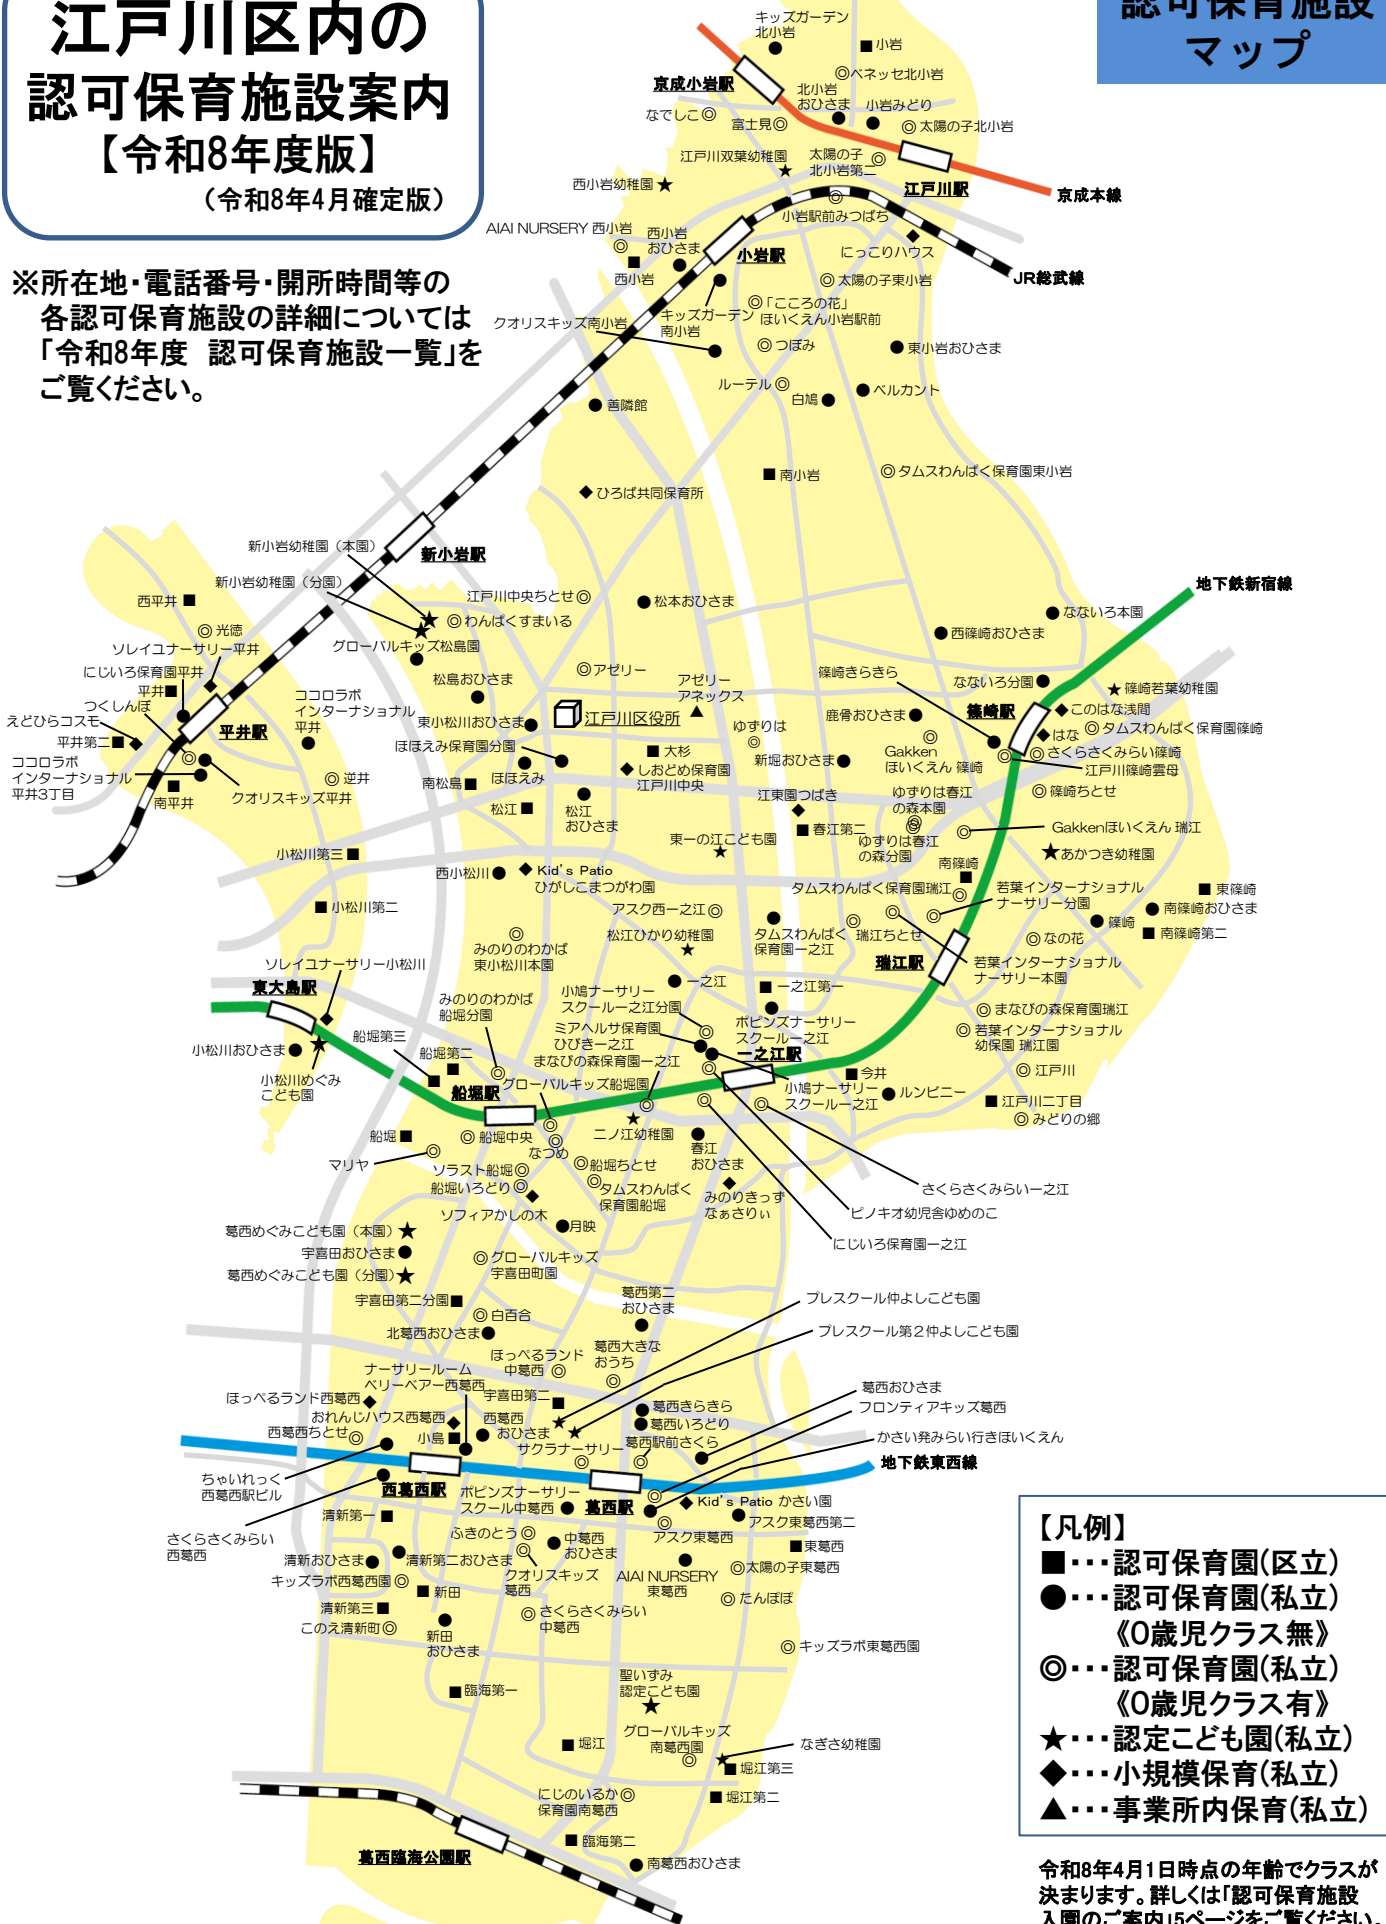 江戸川区内の
認可保育施設案内
【令和8年度版】
（令和8年4月確定版）
認可保育施設
マップ
※所在地・電話番号・開所時間等の
各認可保育施設の詳細については
「令和8年度　認可保育施設一覧」を
ご覧ください。
キッズガーデン
北小岩
小岩
京成小岩駅
ベネッセ北小岩
北小岩
おひさま
小岩みどり
なでしこ
富士見
太陽の子北小岩
江戸川双葉幼稚園
太陽の子
北小岩第二
西小岩幼稚園
江戸川駅
京成本線
小岩駅前みつばち
AIAI NURSERY 西小岩
西小岩
おひさま
小岩駅
にっこりハウス
西小岩
太陽の子東小岩
JR総武線
キッズガーデン
南小岩
「こころの花」
ほいくえん小岩駅前
クオリスキッズ南小岩
つぼみ
東小岩おひさま
ルーテル
白鳩
ベルカント
善隣館
南小岩
タムスわんぱく保育園東小岩
ひろば共同保育所
新小岩幼稚園（本園）
新小岩駅
新小岩幼稚園（分園）
江戸川中央ちとせ
松本おひさま
地下鉄新宿線
西平井
光徳
わんぱくすまいる
なないろ本園
西篠崎おひさま
ソレイユナーサリー平井
グローバルキッズ松島園
にじいろ保育園平井
平井
アゼリー
アゼリー
アネックス
篠崎きらきら
なないろ分園
篠崎若葉幼稚園
松島おひさま
つくしんぼ
ココロラボ
インターナショナル
平井
えどひらコスモ
平井第二
平井駅
東小松川おひさま
江戸川区役所
ゆずりは
鹿骨おひさま
篠崎駅
このはな浅間
はな
タムスわんぱく保育園篠崎
さくらさくみらい篠崎
江戸川篠崎雲母
ほほえみ保育園分園
大杉
Gakken
ほいくえん 篠崎
ココロラボ
インターナショナル
平井3丁目
逆井
ほほえみ
しおどめ保育園
江戸川中央
新堀おひさま
南平井
クオリスキッズ平井
南松島
江東園つばき
ゆずりは春江
の森本園
篠崎ちとせ
松江
松江
おひさま
春江第二
ゆずりは春江
の森分園
Gakkenほいくえん 瑞江
東一の江こども園
あかつき幼稚園
小松川第三
西小松川
Kid's Patio
ひがしこまつがわ園
南篠崎
タムスわんぱく保育園瑞江
若葉インターナショナル
ナーサリー分園
東篠崎
小松川第二
アスク西一之江
南篠崎おひさま
篠崎
南篠崎第二
みのりのわかば
東小松川本園
松江ひかり幼稚園
タムスわんぱく
保育園一之江
瑞江ちとせ
なの花
瑞江駅
若葉インターナショナル
ナーサリー本園
ソレイユナーサリー小松川
東大島駅
一之江
一之江第一
みのりのわかば
船堀分園
小鳩ナーサリー
スクール一之江分園
まなびの森保育園瑞江
ポピンズナーサリー
スクール一之江
若葉インターナショナル
幼保園 瑞江園
ミアヘルサ保育園
ひびき一之江
まなびの森保育園一之江
船堀第三
船堀第二
小松川おひさま
一之江駅
今井
江戸川
小松川めぐみ
こども園
船堀駅
グローバルキッズ船堀園
小鳩ナーサリー
スクール一之江
ルンビニー
江戸川二丁目
みどりの郷
船堀
船堀中央
なつめ
二ノ江幼稚園
春江
おひさま
マリヤ
ソラスト船堀
船堀いろどり
船堀ちとせ
タムスわんぱく
保育園船堀
みのりきっず
なぁさりぃ
さくらさくみらい一之江
ピノキオ幼児舎ゆめのこ
にじいろ保育園一之江
ソフィアかしの木
月映
葛西めぐみこども園（本園）
宇喜田おひさま
葛西めぐみこども園（分園）
グローバルキッズ
宇喜田町園
宇喜田第二分園
葛西第二
おひさま
プレスクール仲よしこども園
白百合
北葛西おひさま
プレスクール第２仲よしこども園
ほっぺるランド
中葛西
葛西大きな
おうち
ナーサリールーム
ベリーベアー西葛西
ほっぺるランド西葛西
宇喜田第二
葛西おひさま
おれんじハウス西葛西
葛西きらきら
フロンティアキッズ葛西
葛西いろどり
西葛西ちとせ
小島
西葛西
おひさま
サクラナーサリー
葛西駅前さくら
かさい発みらい行きほいくえん
地下鉄東西線
ちゃいれっく
西葛西駅ビル
西葛西駅
ポピンズナーサリー
スクール中葛西
葛西駅
Kid's Patio かさい園
清新第一
アスク東葛西第二
さくらさくみらい
西葛西
ふきのとう
中葛西
おひさま
アスク東葛西
東葛西
清新おひさま
清新第二おひさま
キッズラボ西葛西園
クオリスキッズ
葛西
AIAI NURSERY
東葛西
太陽の子東葛西
新田
たんぽぽ
清新第三
このえ清新町
新田
おひさま
さくらさくみらい
中葛西
キッズラボ東葛西園
聖いずみ
認定こども園
臨海第一
グローバルキッズ
南葛西園
堀江
なぎさ幼稚園
堀江第三
にじのいるか
保育園南葛西
堀江第二
臨海第二
葛西臨海公園駅
南葛西おひさま
【凡例】
■・・・認可保育園(区立)
●・・・認可保育園(私立)
《0歳児クラス無》
◎・・・認可保育園(私立)
《0歳児クラス有》
★・・・認定こども園(私立)
◆・・・小規模保育(私立)
▲・・・事業所内保育(私立)
令和8年4月1日時点の年齢でクラスが
決まります。詳しくは「認可保育施設
入園のご案内」5ページをご覧ください。